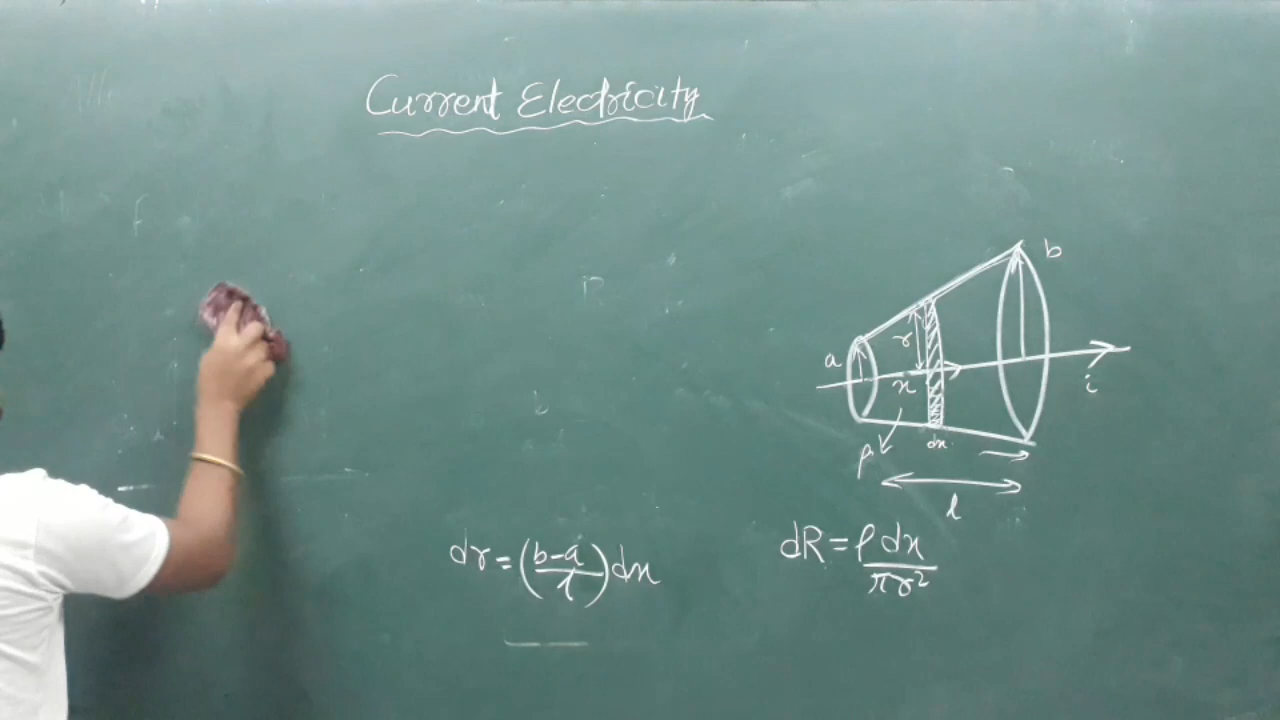 Current Electricity
b
a
r
x
i
dx
ρ
l
dr = (b-a/l)dx
dR = ρdx/πr²